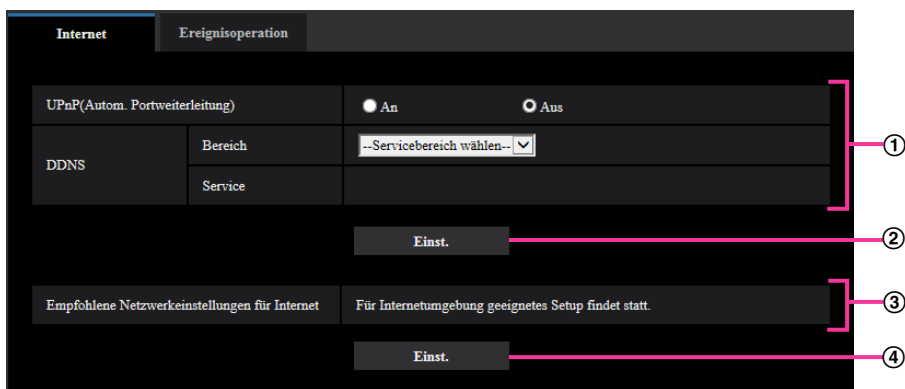 Internet
Ereignisoperation
UPnP(Autom. Portweiterleitung)
An
Aus
①
DDNS
Bereich
--Servicebereich wählen--
Service
Einst.
②
Empfohlene Netzwerkeinstellungen für Internet
Für Internetumgebung geeignetes Setup findet statt.
③
Einst.
④